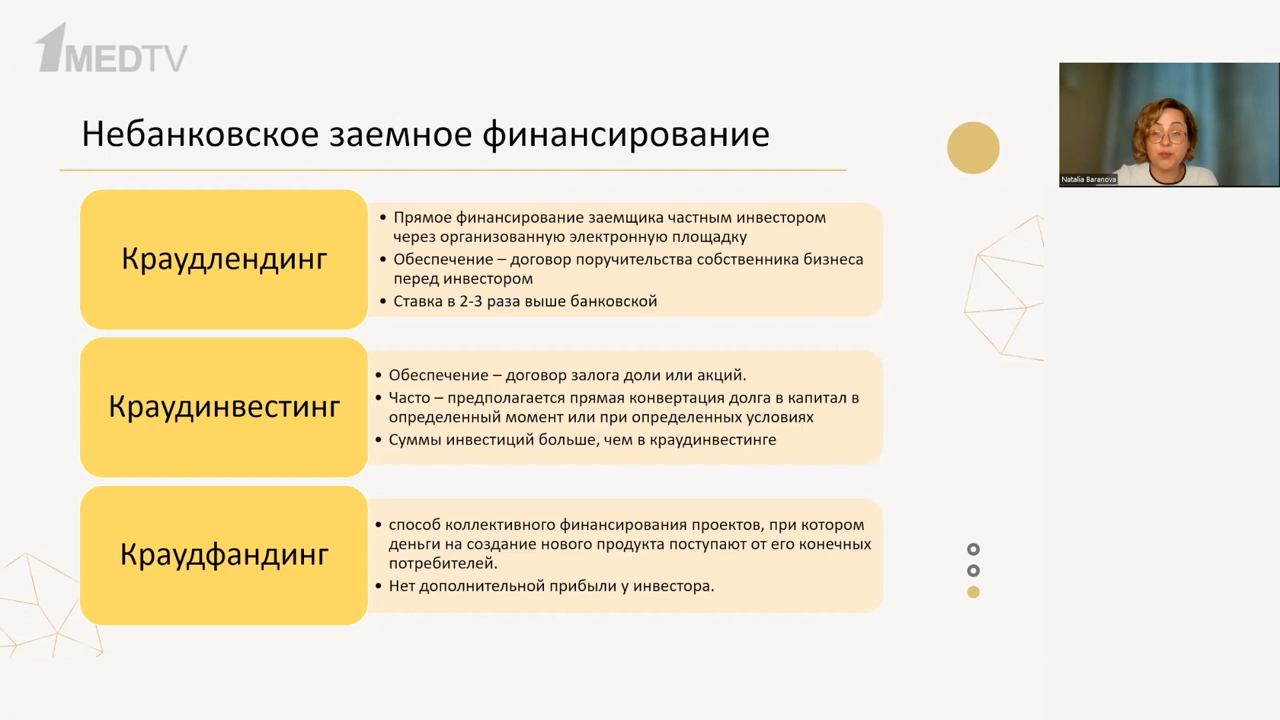 1MEDTV
Небанковское заемное финансирование
Natalia Baranova
Краудлендинг
• Прямое финансирование заемщика частным инвестором
через организованную электронную площадку
• Обеспечение – договор поручительства собственника бизнеса
перед инвестором
• Ставка в 2-3 раза выше банковской
Краудинвестинг
• Обеспечение – договор залога доли или акций.
• Часто – предполагается прямая конвертация долга в капитал в
определенный момент или при определенных условиях
• Суммы инвестиций больше, чем в краудинвестинге
Краудфандинг
• способ коллективного финансирования проектов, при котором
деньги на создание нового продукта поступают от его конечных
потребителей.
• Нет дополнительной прибыли у инвестора.